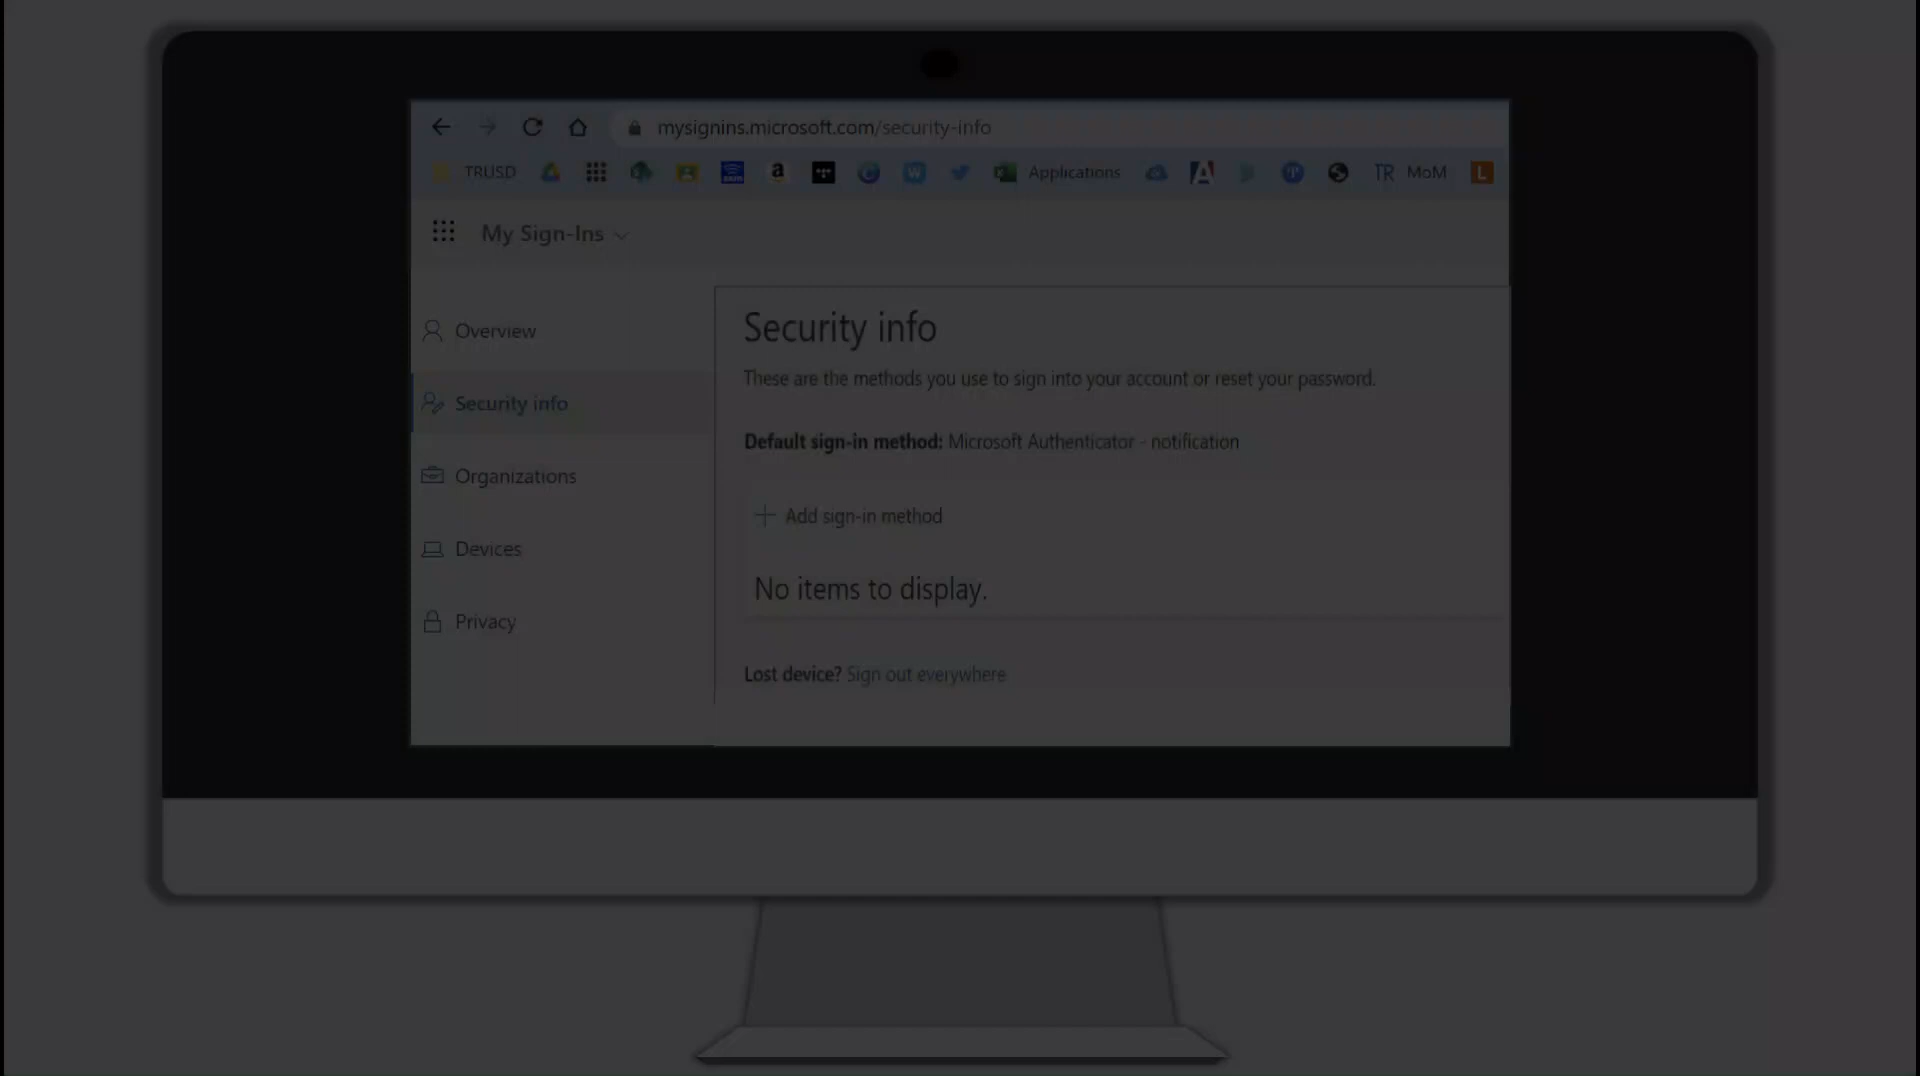 mysignins.microsoft.com/security-info
TRUSD
a
W
Applications
TR MoM
L
My Sign-Ins
Overview
Security info
Organizations
Devices
Privacy
Security info
These are the methods you use to sign into your account or reset your password.
Default sign-in method: Microsoft Authenticator - notification
Add sign-in method
No items to display.
Lost device? Sign out everywhere